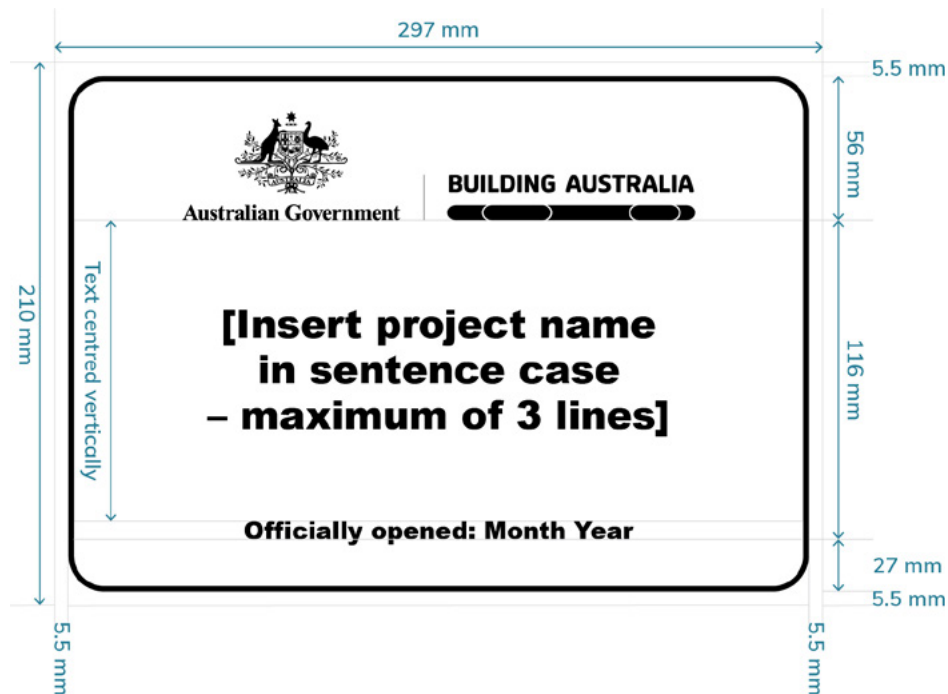 297 mm
5.5 mm
56 mm
AUSTRALIA
Australian Government
BUILDING AUSTRALIA
Text centred vertically
210 mm
[Insert project name
in sentence case
– maximum of 3 lines]
116 mm
Officially opened: Month Year
27 mm
5.5 mm
5.5 mm
5.5 mm